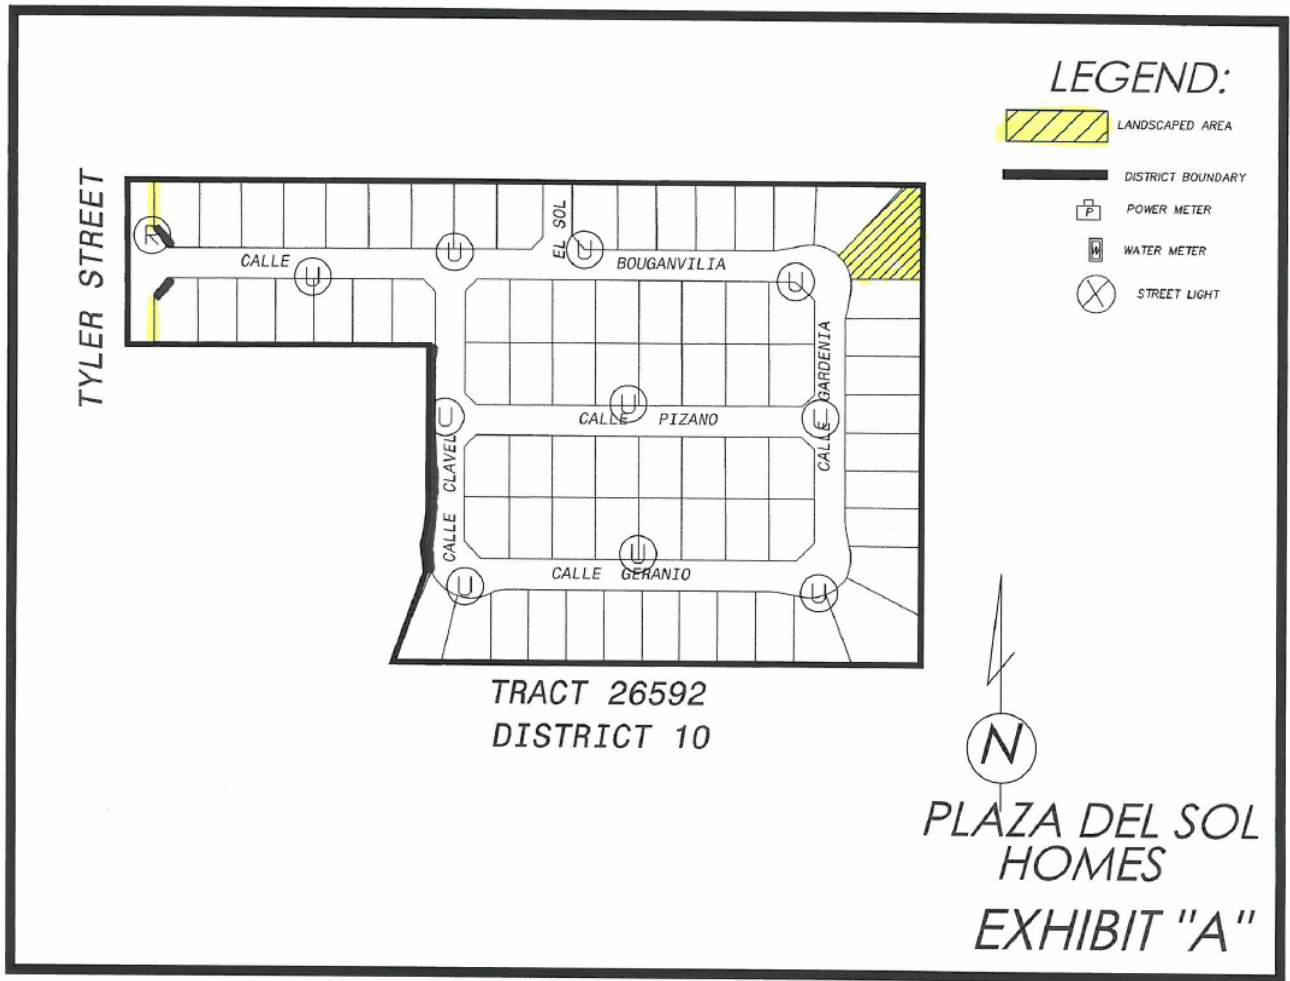 LEGEND:
LANDSCAPED AREA
DISTRICT BOUNDARY
P
POWER METER
W
WATER METER
X
STREET LIGHT
TYLER STREET
R
U
U
U
U
U
U
U
U
U
U
U
CALLE BOUGANVILIA
EL SOL
CALLE GARDENIA
CALLE PIZANO
CALLE CLAVEL
CALLE GERANIO
TRACT 26592
DISTRICT 10
N
PLAZA DEL SOL
HOMES
EXHIBIT "A"